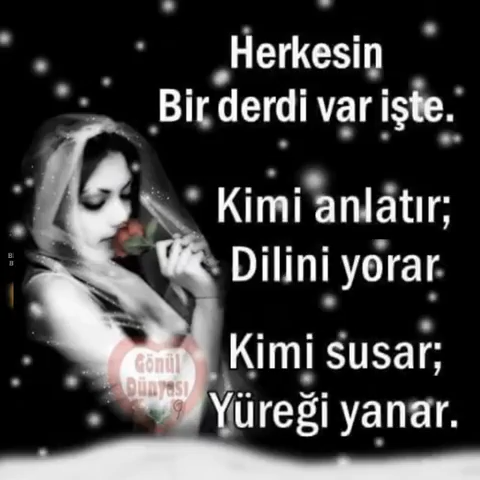 Herkesin
Bir derdi var işte.
Kimi anlatır;
Dilini yorar.
Kimi susar;
Yüreği yanar.
Gönül
Dünyası